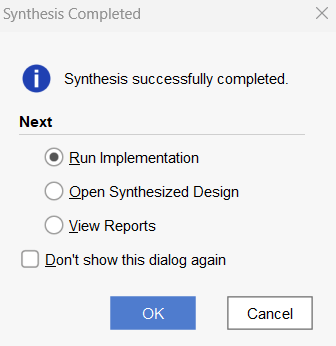 Synthesis Completed
Synthesis successfully completed.
Next
Run Implementation
Open Synthesized Design
View Reports
Don't show this dialog again
OK
Cancel